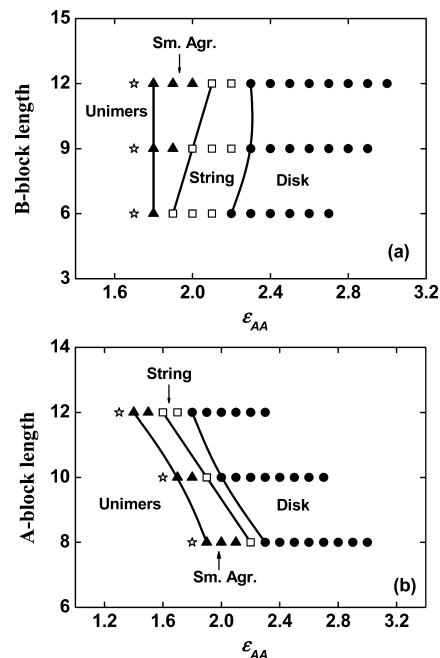 15
Sm. Agr.
12
Unimers
9
String
Disk
6
(a)
3
1.6 2.0 2.4 2.8 3.2
εAA
B-block length
14
String
12
10
Unimers
Disk
8
Sm. Agr.
(b)
6
1.2 1.6 2.0 2.4 2.8 3.2
εAA
A-block length